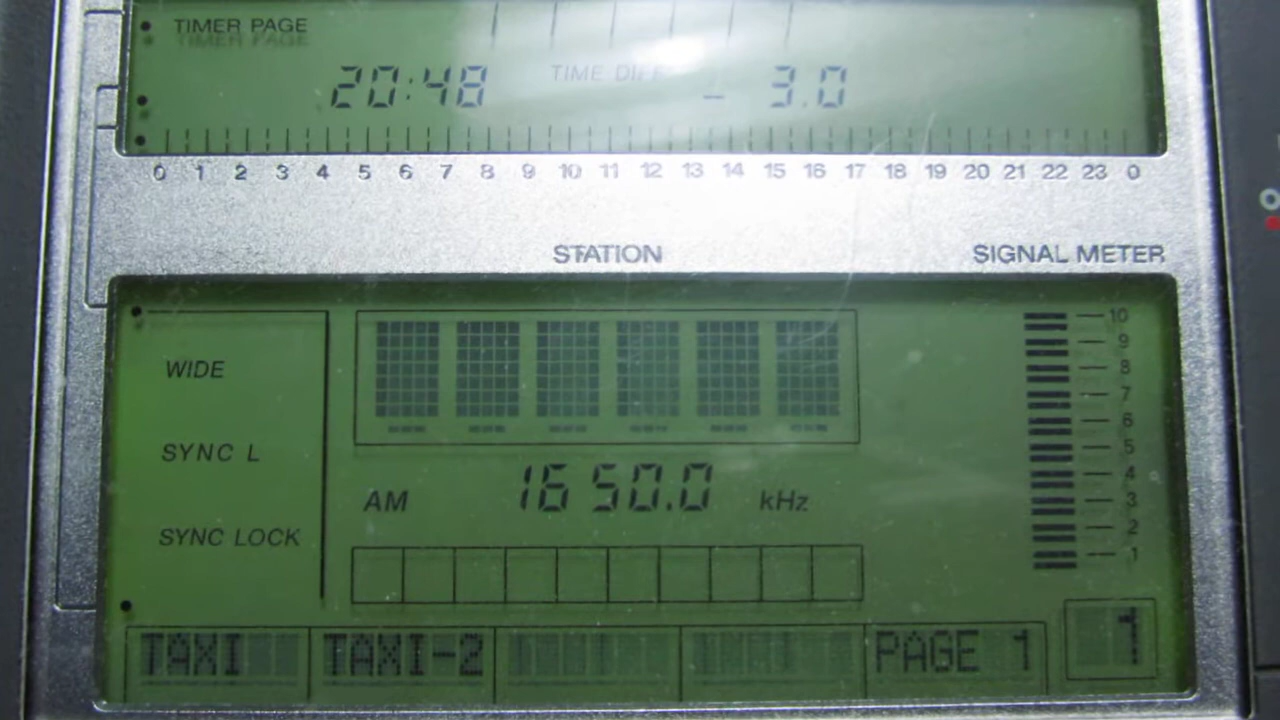 TIMER PAGE
20:48 TIME DIFF - 3.0
0 1 2 3 4 5 6 7 8 9 10 11 12 13 14 15 16 17 18 19 20 21 22 23 0
STATION SIGNAL METER
10
9
WIDE
8
7
6
SYNC L
5
4
AM 1650.0 kHz
3
2
SYNC LOCK
1
TAXI TAXI-2 PAGE 1 1